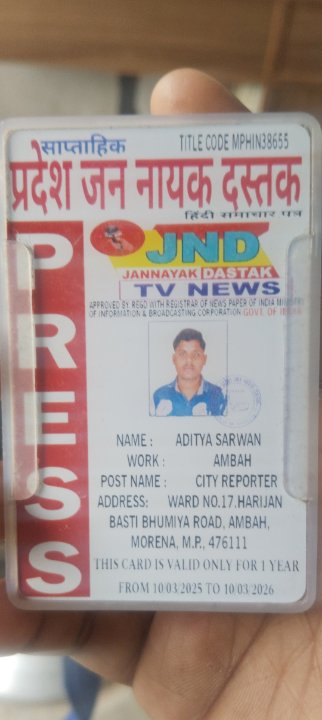 साप्ताहिक TITLE CODE MPHIN38655
प्रदेश जन नायक दस्तक
हिंदी समाचार पत्र
PRESS
JND
JANNAYAK DASTAK
TV NEWS
APPROVED BY. REGD WITH REGISTRAR OF NEWS PAPER OF INDIA
OF INFORMATION & BROADCASTING CORPORATION GOVT. OF
NAME : ADITYA SARWAN
WORK : AMBAH
POST NAME : CITY REPORTER
ADDRESS: WARD NO.17.HARIJAN
BASTI BHUMIYA ROAD, AMBAH,
MORENA, M.P., 476111
THIS CARD IS VALID ONLY FOR 1 YEAR
FROM 10/03/2025 TO 10/03/2026